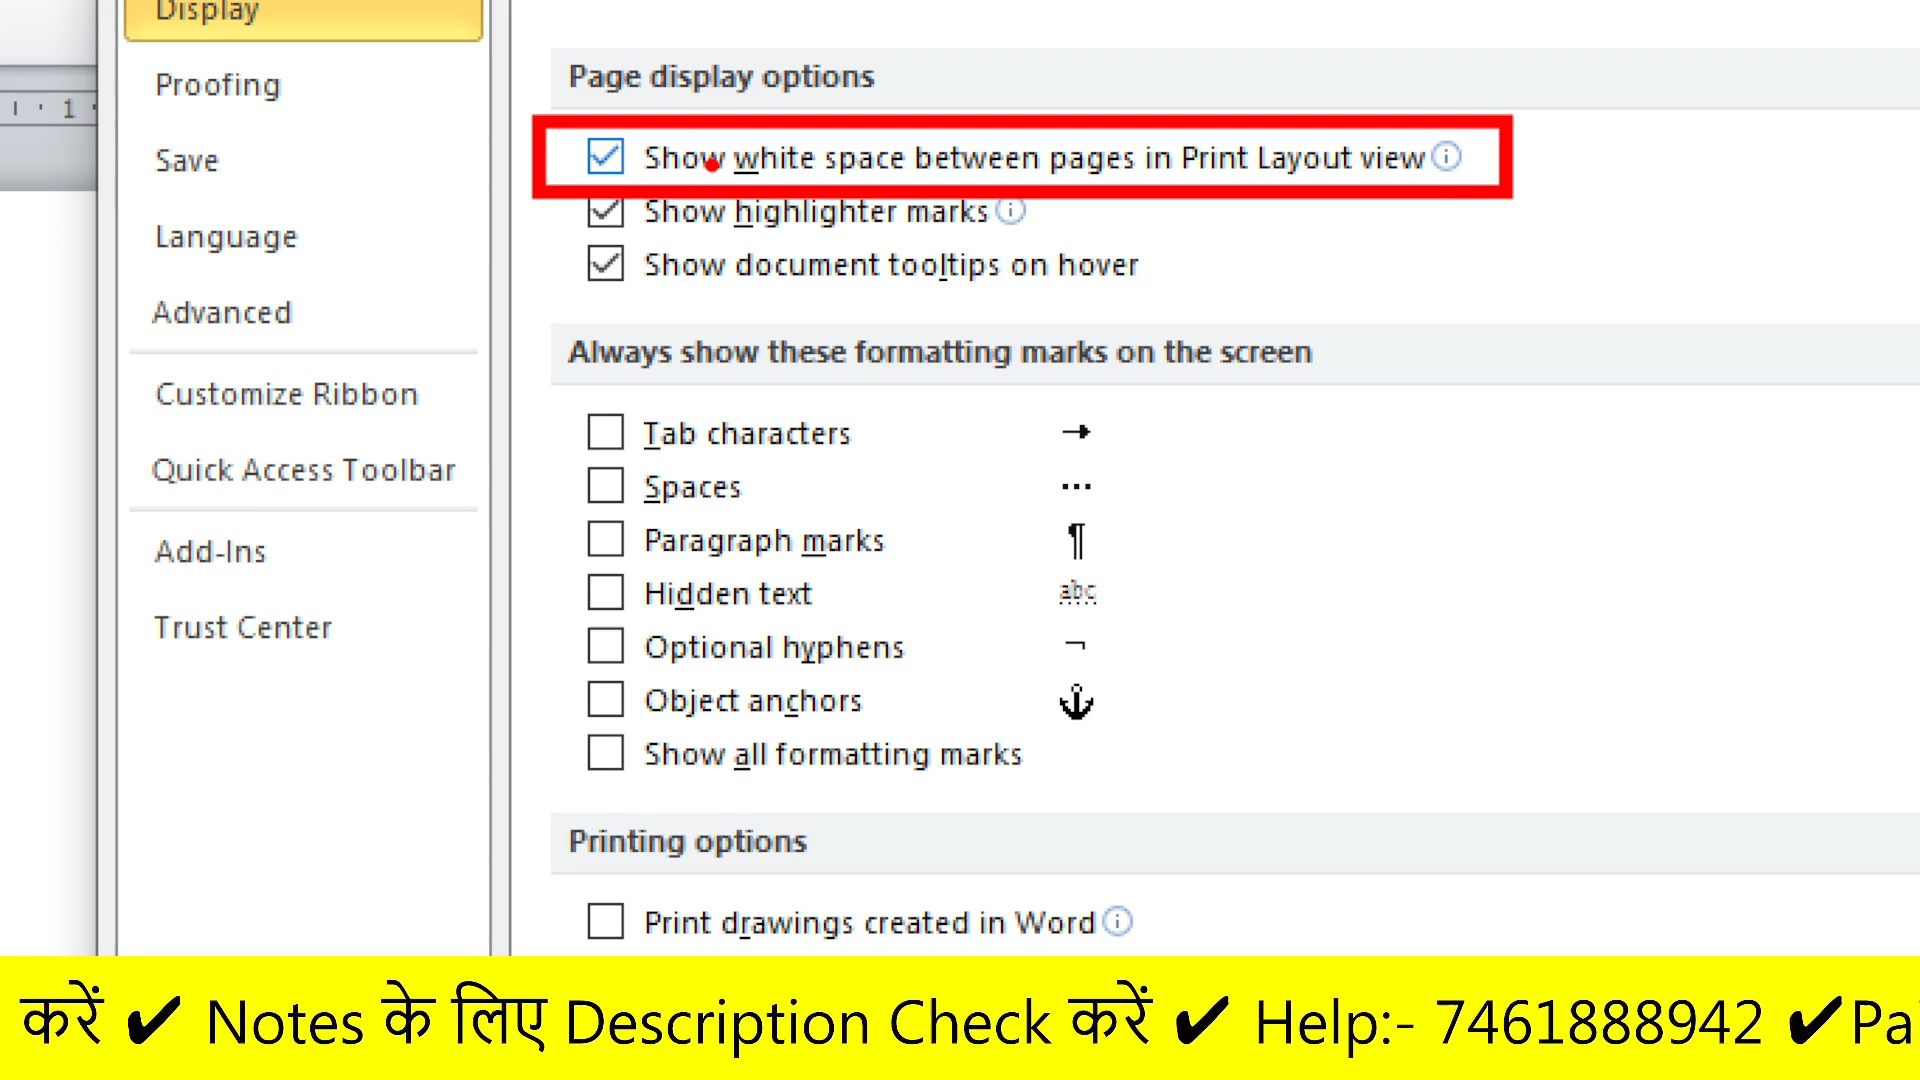 Display
Proofing
Save
Language
Advanced
Customize Ribbon
Quick Access Toolbar
Add-Ins
Trust Center
1
Page display options
Show white space between pages in Print Layout view
Show highlighter marks
Show document tooltips on hover
Always show these formatting marks on the screen
Tab characters →
Spaces ...
Paragraph marks ¶
Hidden text abc
Optional hyphens ¬
Object anchors
Show all formatting marks
Printing options
Print drawings created in Word
करें ✔ Notes के लिए Description Check करें ✔ Help:- 7461888942 ✔Pa